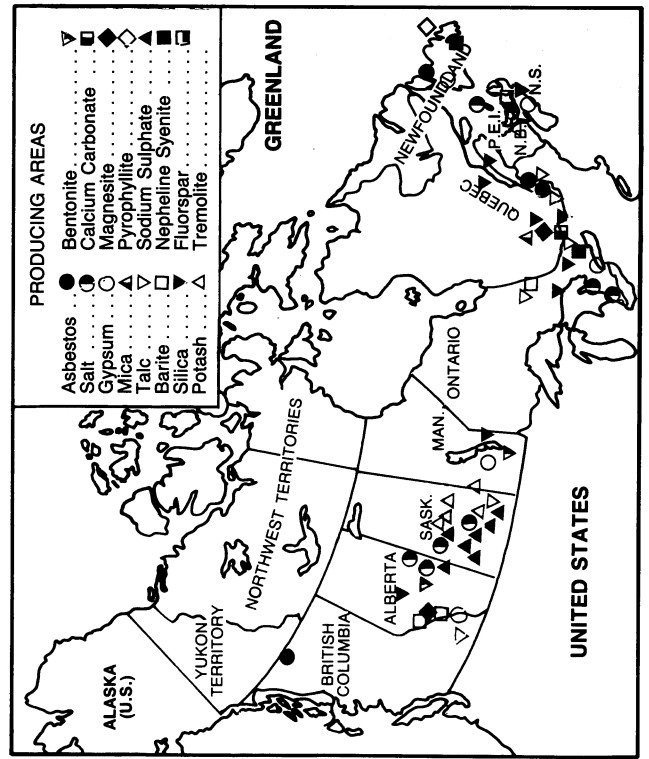 PRODUCING AREAS
Asbestos
Salt
Gypsum
Mica
Talc
Barite
Silica
Potash
Bentonite
Calcium Carbonate
Magnesite
Pyrophyllite
Sodium Sulphate
Nepheline Syenite
Fluorspar
Tremolite
GREENLAND
ALASKA
(U.S.)
YUKON
TERRITORY
NORTHWEST TERRITORIES
BRITISH
COLUMBIA
ALBERTA
SASK.
MAN.
ONTARIO
QUEBEC
NEWFOUNDLAND
P.E.I.
N.B.
N.S.
UNITED STATES